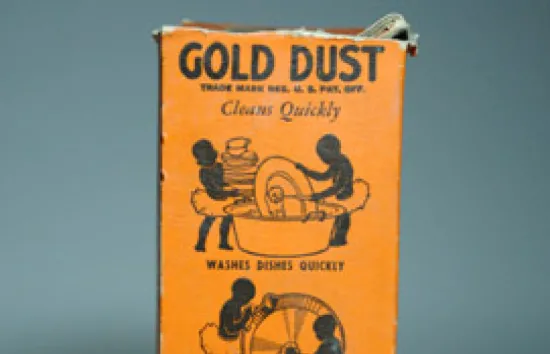 GOLD DUST
TRADE MARK REG. U. S. PAT. OFF.
Cleans Quickly
WASHES DISHES QUICKLY